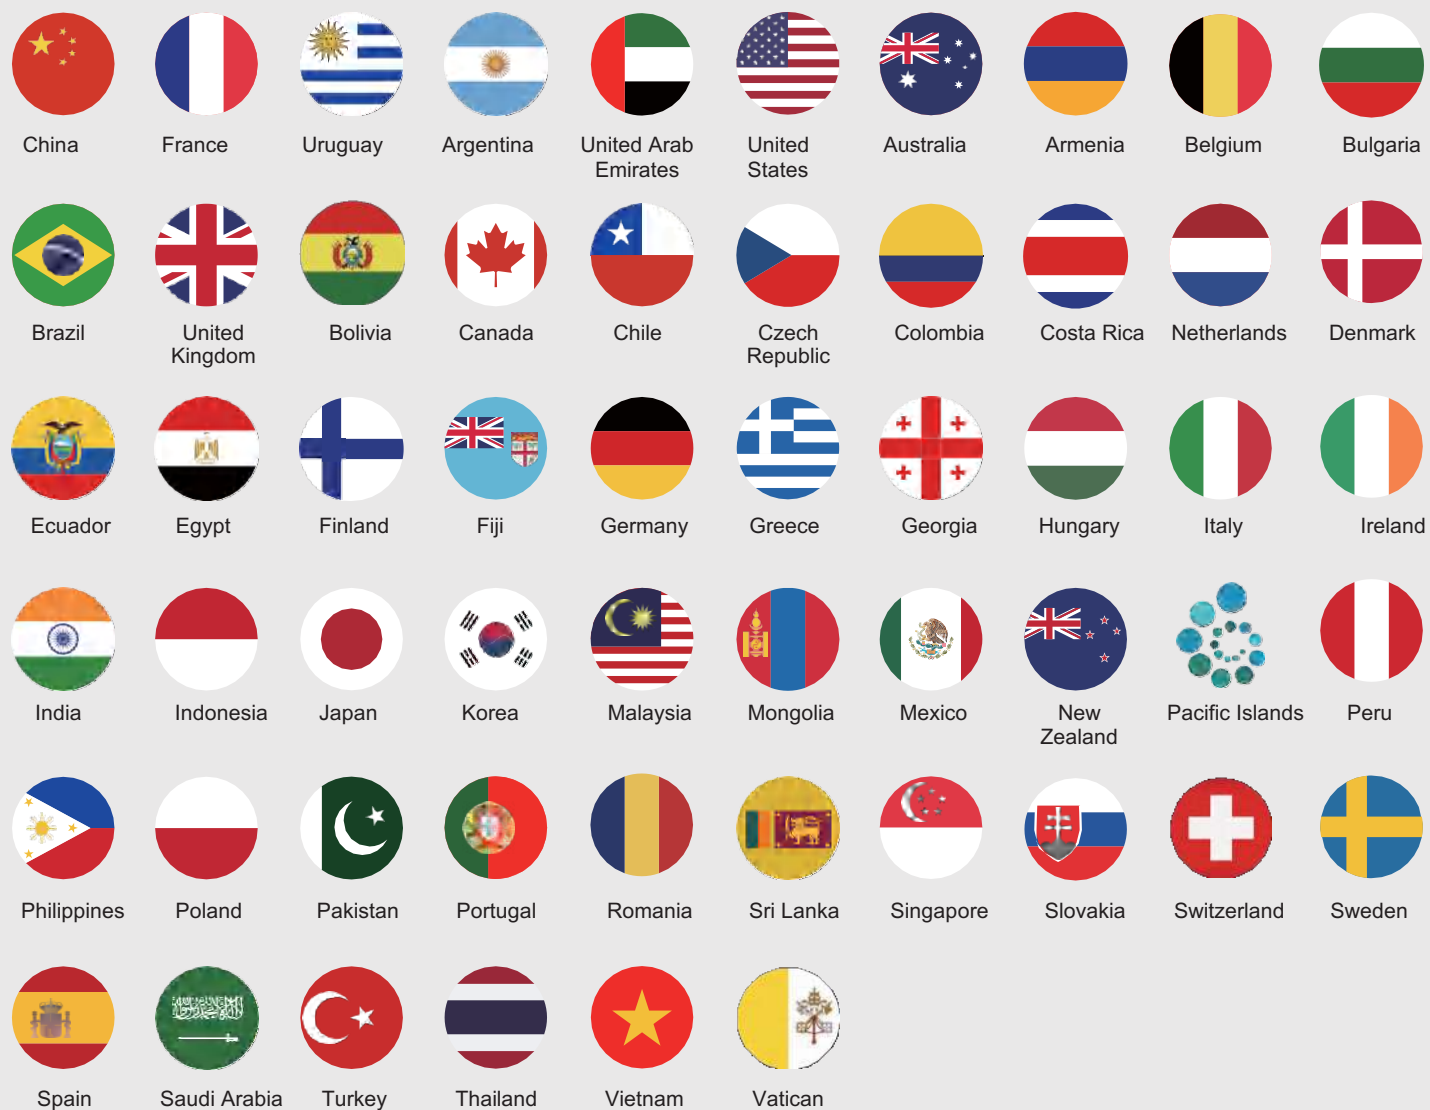 China France Uruguay Argentina United Arab Emirates United States Australia Armenia Belgium Bulgaria
Brazil United Kingdom Bolivia Canada Chile Czech Republic Colombia Costa Rica Netherlands Denmark
Ecuador Egypt Finland Fiji Germany Greece Georgia Hungary Italy Ireland
India Indonesia Japan Korea Malaysia Mongolia Mexico New Zealand Pacific Islands Peru
Philippines Poland Pakistan Portugal Romania Sri Lanka Singapore Slovakia Switzerland Sweden
Spain Saudi Arabia Turkey Thailand Vietnam Vatican